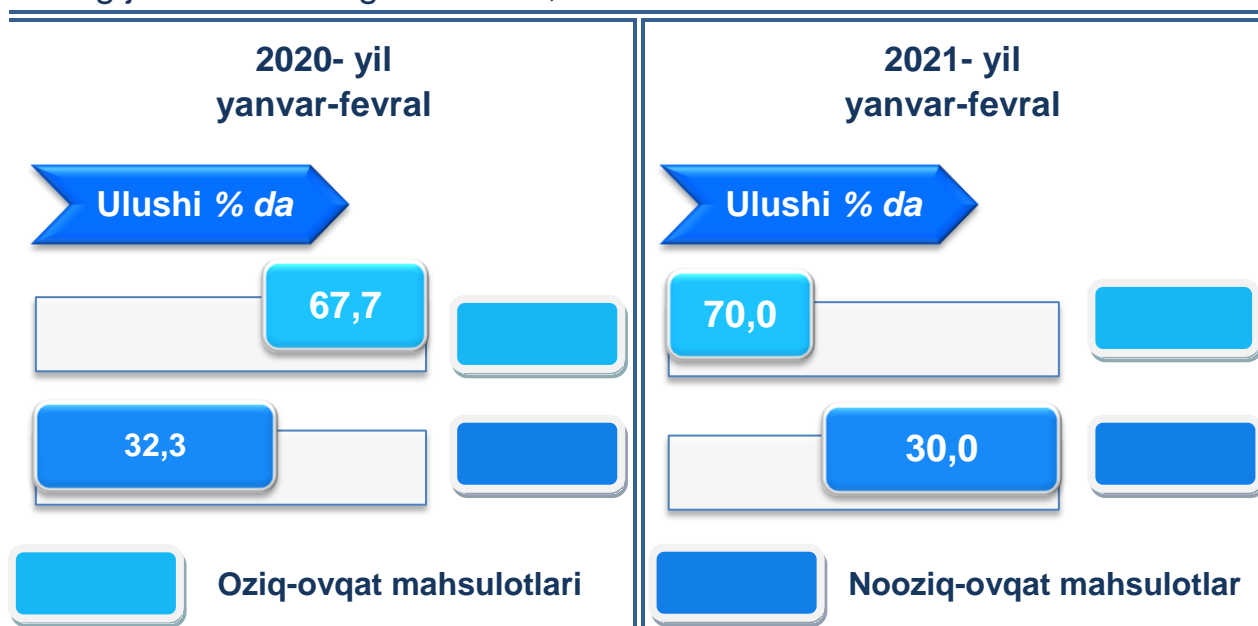 2020- yil
yanvar-fevral
Ulushi % da
67,7
32,3
2021- yil
yanvar-fevral
Ulushi % da
70,0
30,0
Oziq-ovqat mahsulotlari
Nooziq-ovqat mahsulotlar